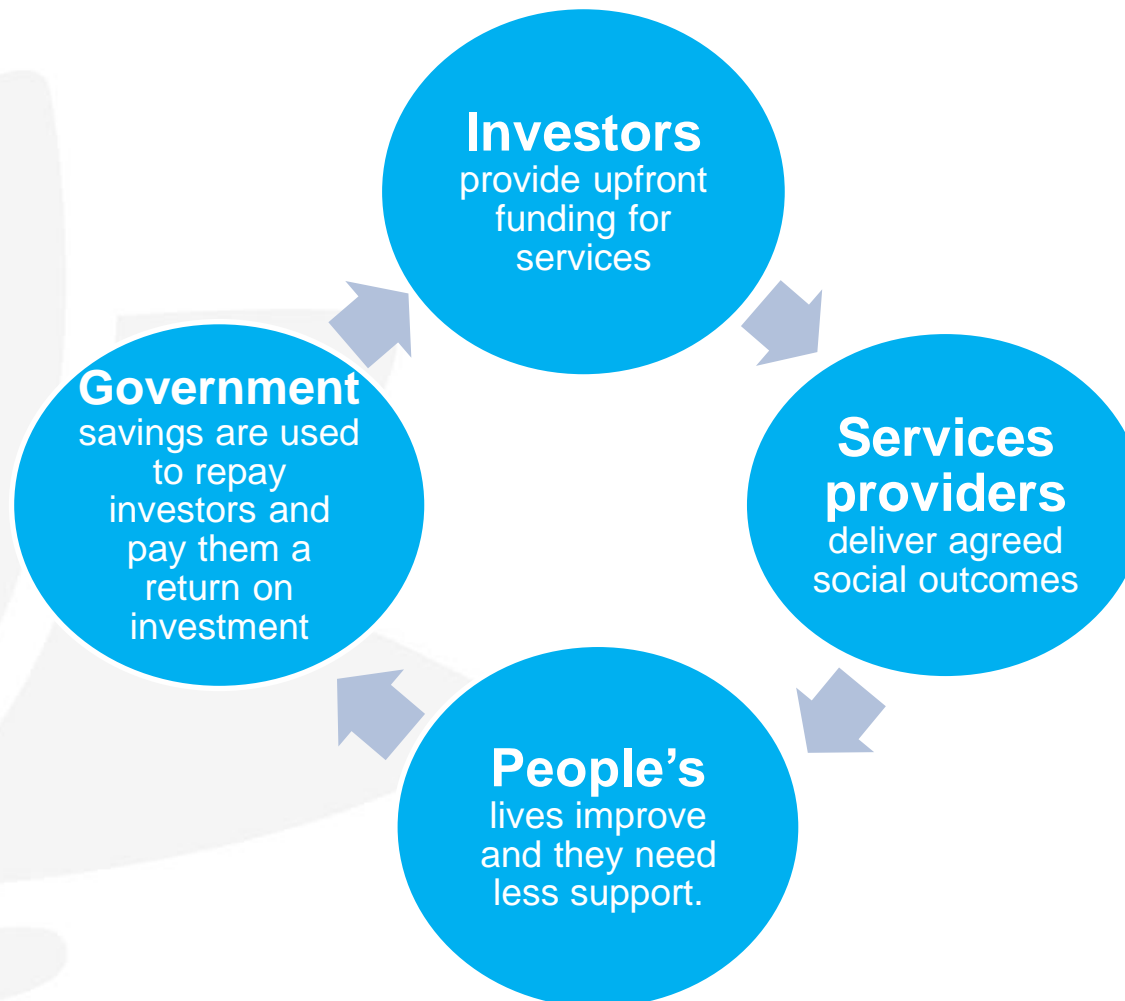 Investors
provide upfront
funding for
services
Services
providers
deliver agreed
social outcomes
People’s
lives improve
and they need
less support.
Government
savings are used
to repay
investors and
pay them a
return on
investment